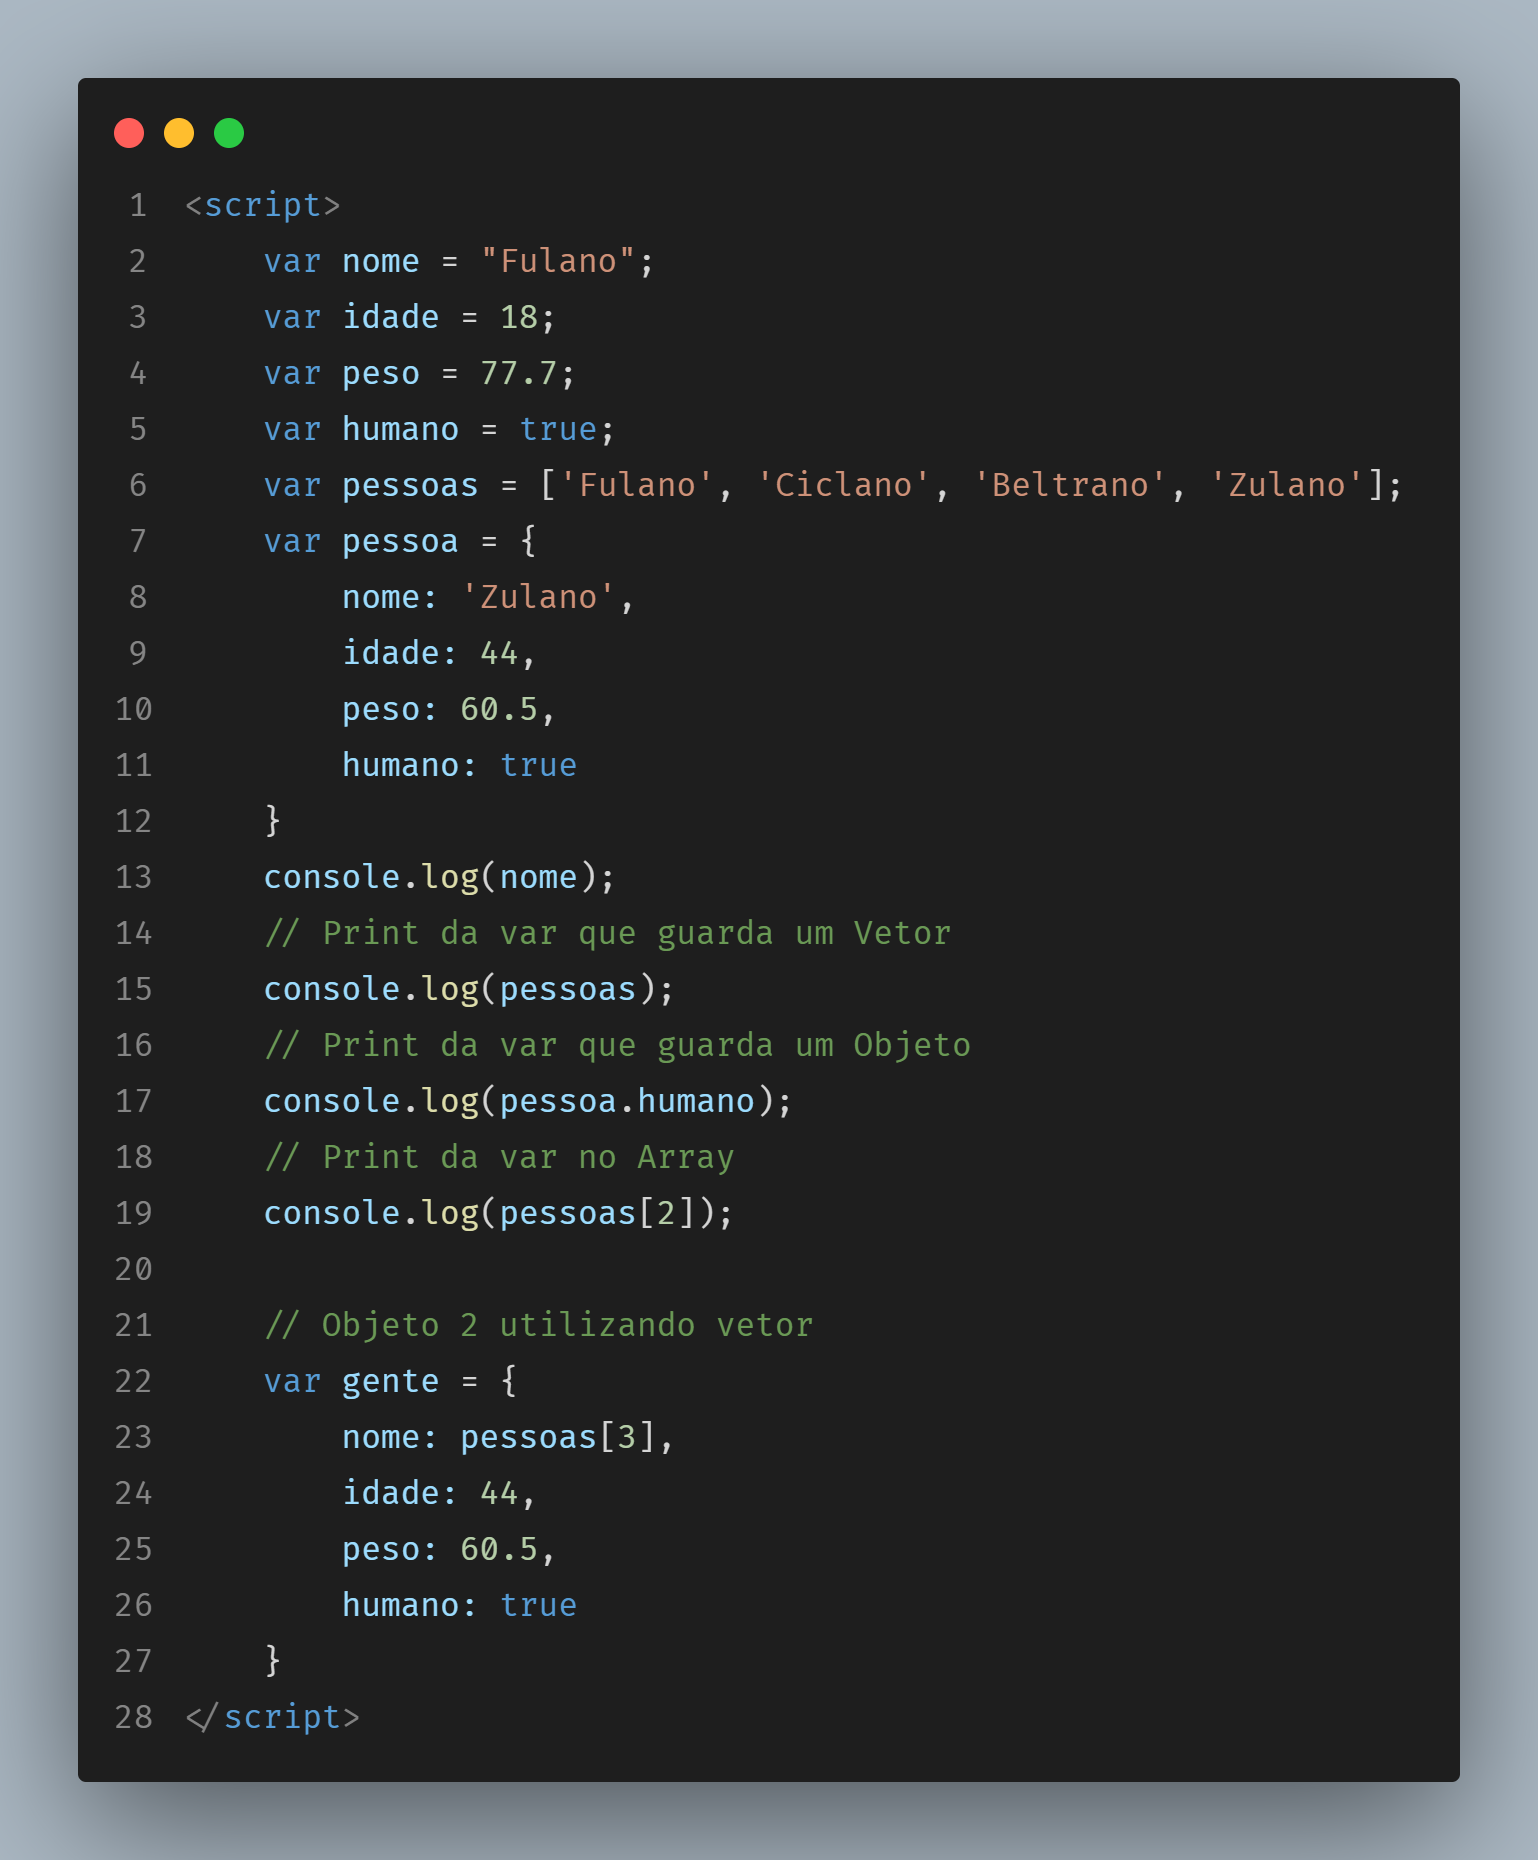 1 <script>
2     var nome = "Fulano";
3     var idade = 18;
4     var peso = 77.7;
5     var humano = true;
6     var pessoas = ['Fulano', 'Ciclano', 'Beltrano', 'Zulano'];
7     var pessoa = {
8         nome: 'Zulano',
9         idade: 44,
10         peso: 60.5,
11         humano: true
12     }
13     console.log(nome);
14     // Print da var que guarda um Vetor
15     console.log(pessoas);
16     // Print da var que guarda um Objeto
17     console.log(pessoa.humano);
18     // Print da var no Array
19     console.log(pessoas[2]);
20
21     // Objeto 2 utilizando vetor
22     var gente = {
23         nome: pessoas[3],
24         idade: 44,
25         peso: 60.5,
26         humano: true
27     }
28 </script>